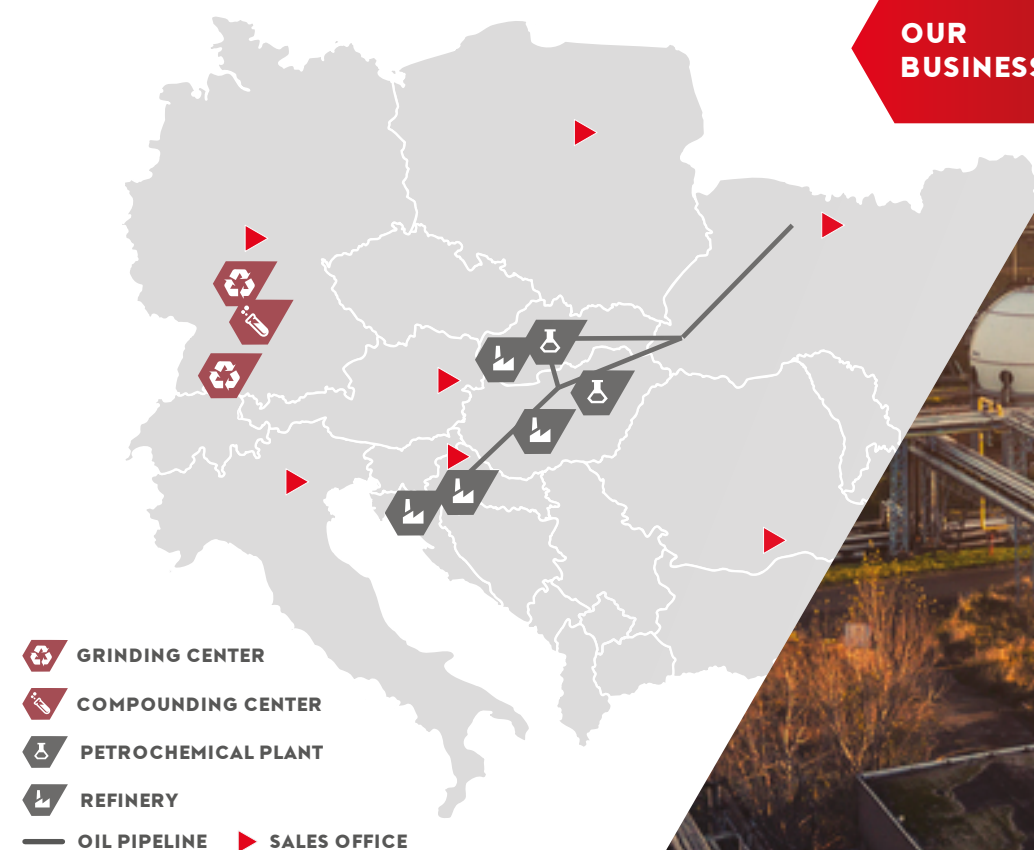 OUR
BUSINESS
GRINDING CENTER
COMPOUNDING CENTER
PETROCHEMICAL PLANT
REFINERY
OIL PIPELINE SALES OFFICE